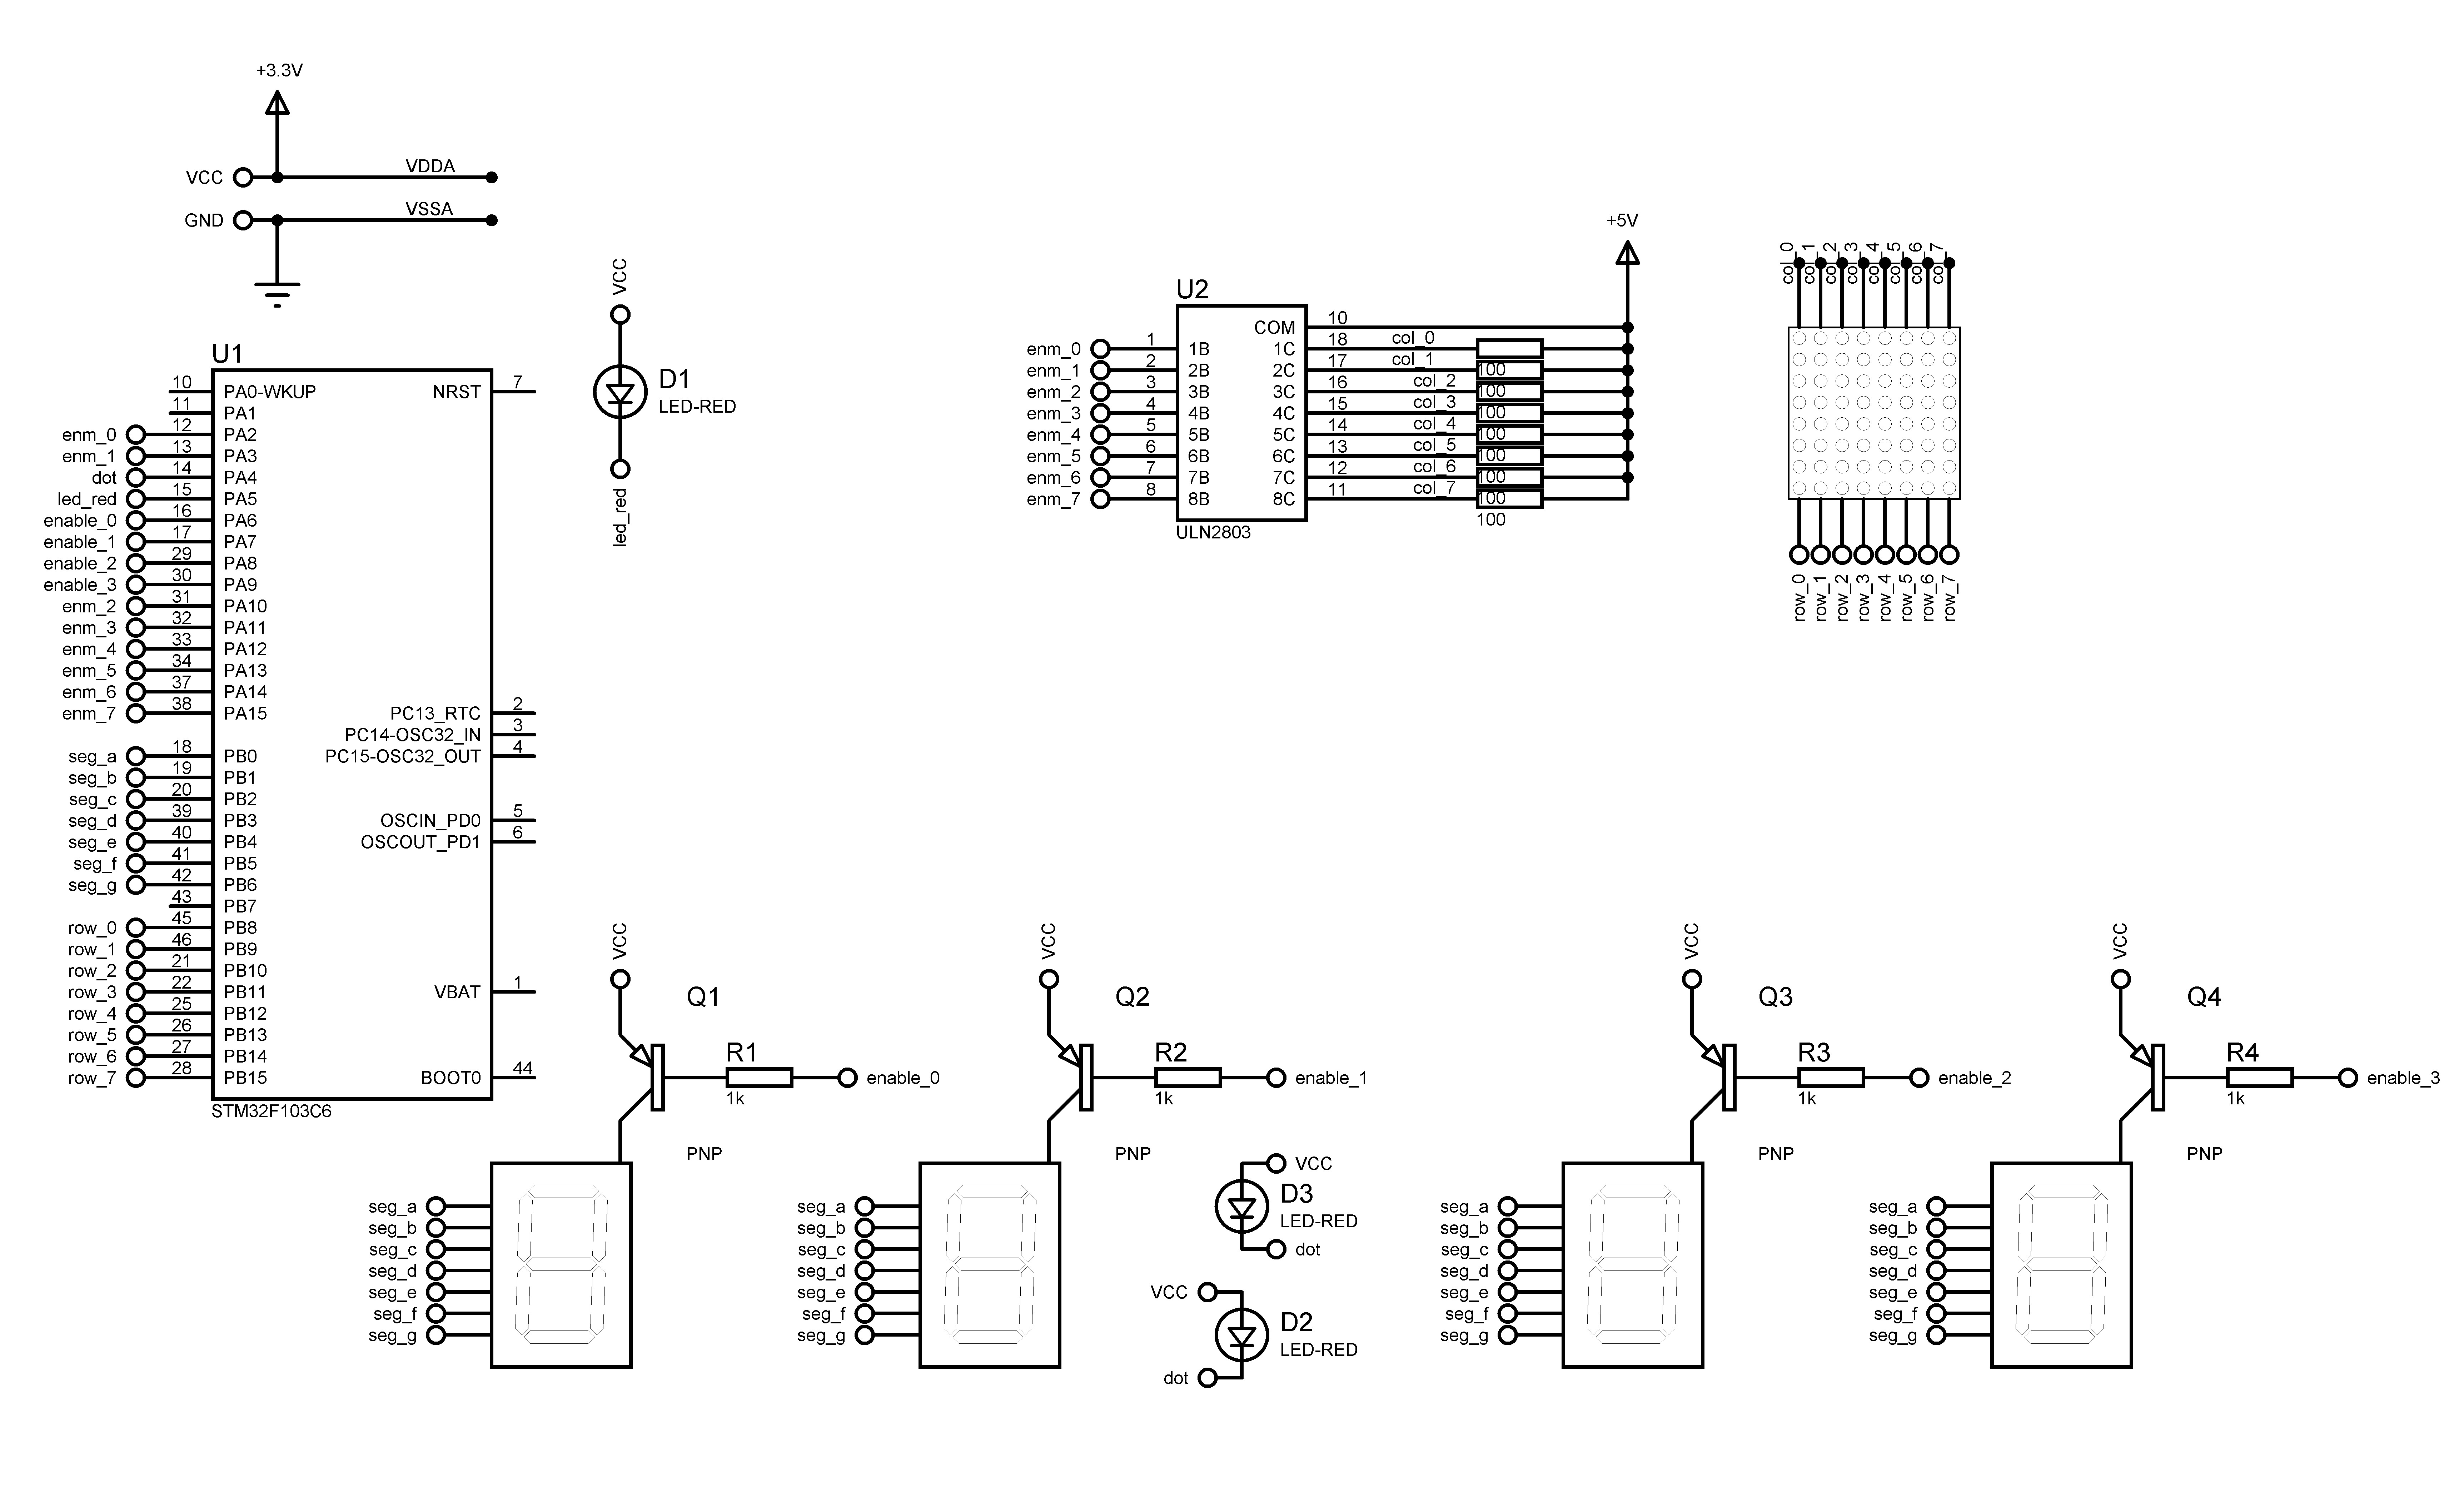 +3.3V
VCC
VDDA
GND
VSSA
U1
10 PA0-WKUP
11 PA1
enm_0 12 PA2
enm_1 13 PA3
dot 14 PA4
led_red 15 PA5
enable_0 16 PA6
enable_1 17 PA7
enable_2 29 PA8
enable_3 30 PA9
enm_2 31 PA10
enm_3 32 PA11
enm_4 33 PA12
enm_5 34 PA13
enm_6 37 PA14
enm_7 38 PA15
seg_a 18 PB0
seg_b 19 PB1
seg_c 20 PB2
seg_d 39 PB3
seg_e 40 PB4
seg_f 41 PB5
seg_g 42 PB6
43 PB7
row_0 45 PB8
row_1 46 PB9
row_2 21 PB10
row_3 22 PB11
row_4 25 PB12
row_5 26 PB13
row_6 27 PB14
row_7 28 PB15
NRST 7
PC13_RTC 2
PC14-OSC32_IN 3
PC15-OSC32_OUT 4
OSCIN_PD0 5
OSCOUT_PD1 6
VBAT 1
BOOT0 44
STM32F103C6
VCC
D1
LED-RED
led_red
+5V
U2
COM 10
enm_0 1 1B 1C 18 col_0
enm_1 2 2B 2C 17 col_1 100
enm_2 3 3B 3C 16 col_2 100
enm_3 4 4B 4C 15 col_3 100
enm_4 5 5B 5C 14 col_4 100
enm_5 6 6B 6C 13 col_5 100
enm_6 7 7B 7C 12 col_6 100
enm_7 8 8B 8C 11 col_7 100
100
ULN2803
col_0
col_1
col_2
col_3
col_4
col_5
col_6
col_7
row_0
row_1
row_2
row_3
row_4
row_5
row_6
row_7
VCC
Q1
R1
1k
enable_0
PNP
seg_a
seg_b
seg_c
seg_d
seg_e
seg_f
seg_g
VCC
Q2
R2
1k
enable_1
PNP
seg_a
seg_b
seg_c
seg_d
seg_e
seg_f
seg_g
VCC
D3
LED-RED
dot
VCC
D2
LED-RED
dot
VCC
Q3
R3
1k
enable_2
PNP
seg_a
seg_b
seg_c
seg_d
seg_e
seg_f
seg_g
VCC
Q4
R4
1k
enable_3
PNP
seg_a
seg_b
seg_c
seg_d
seg_e
seg_f
seg_g